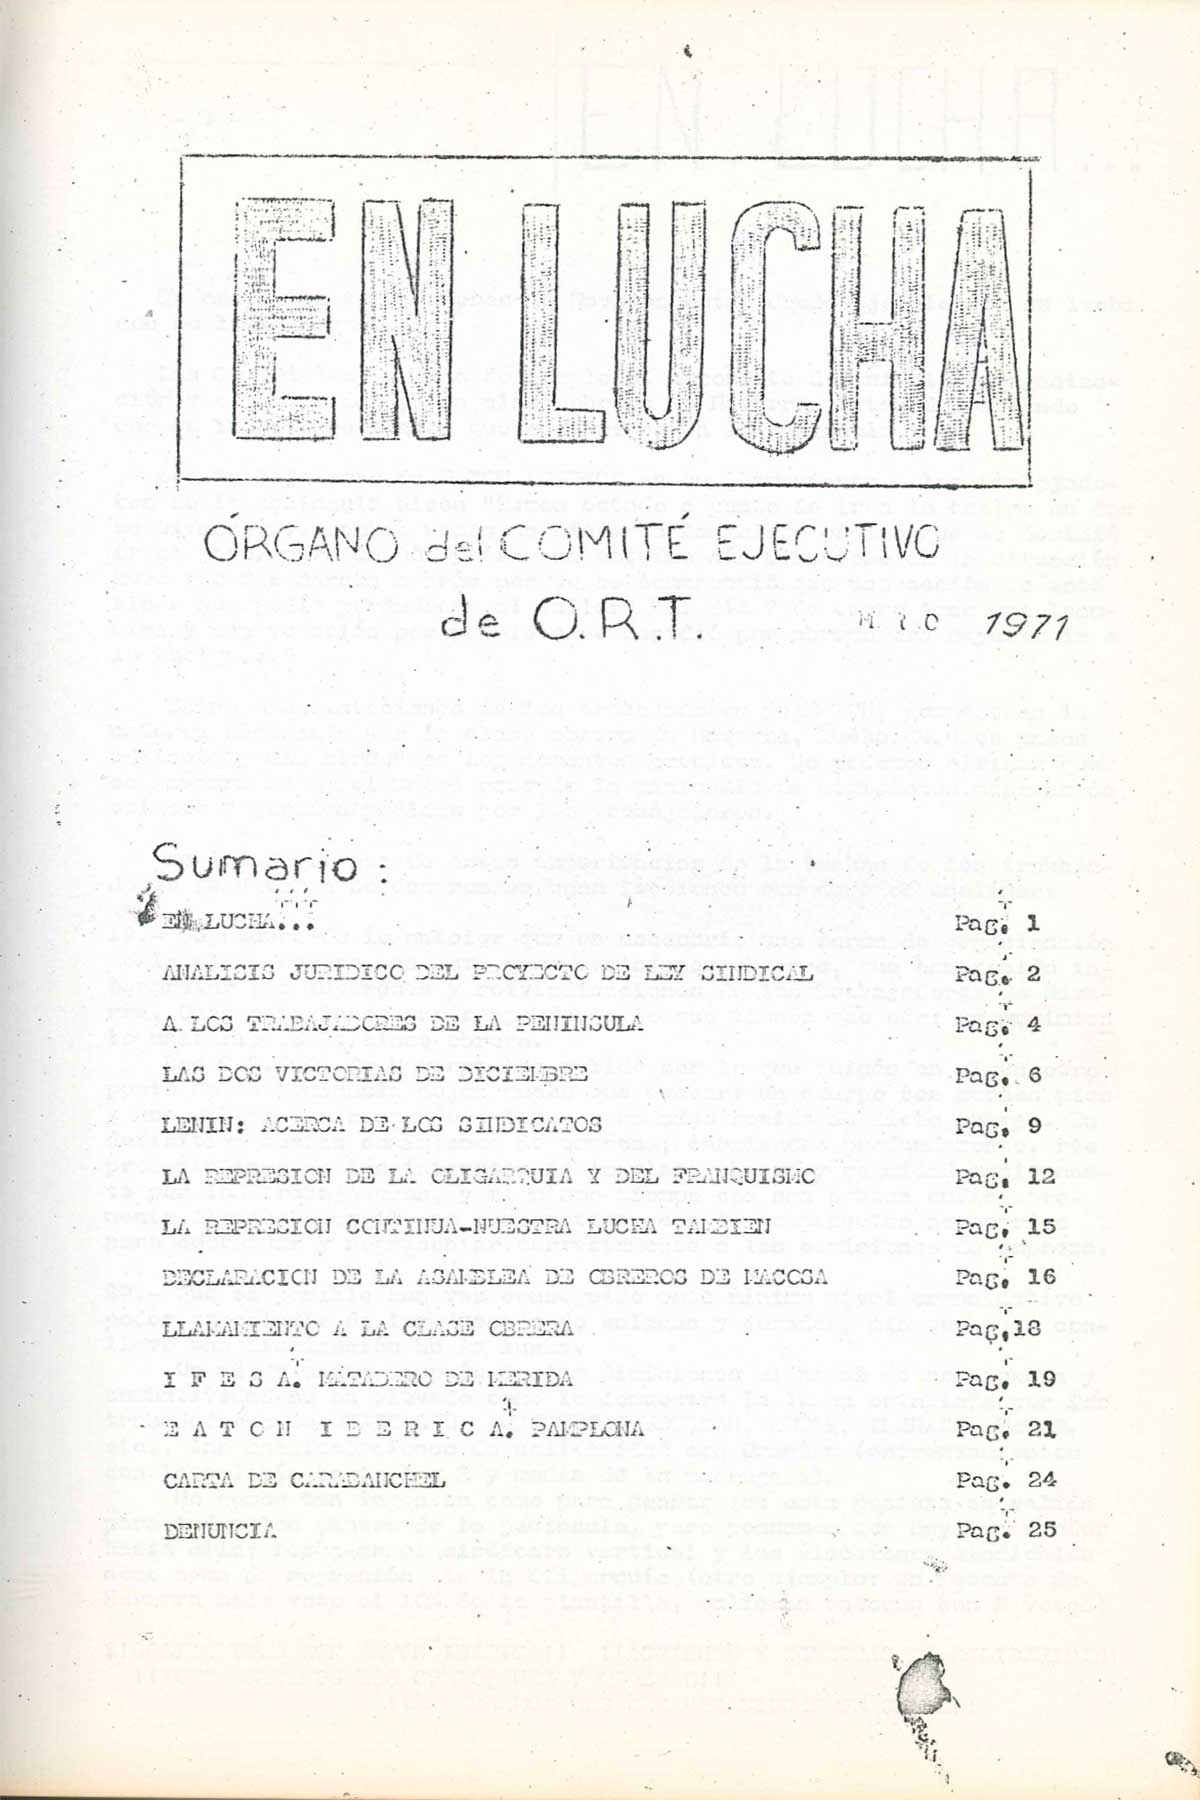 EN LUCHA
ÓRGANO del COMITÉ EJECUTIVO
de O.R.T. 1971
Sumario:
EN LUCHA... Pag. 1
ANALISIS JURIDICO DEL PROYECTO DE LEY SINDICAL Pag. 2
A LOS TRABAJADORES DE LA PENINSULA Pag. 4
LAS DOS VICTORIAS DE DICIEMBRE Pag. 6
LENIN: ACERCA DE LOS SINDICATOS Pag. 9
LA REPRESION DE LA OLIGARQUIA Y DEL FRANQUISMO Pag. 12
LA REPRESION CONTINUA-NUESTRA LUCHA TAMBIEN Pag. 15
DECLARACION DE LA ASAMBLEA DE OBREROS DE MACOSA Pag. 16
LLAMAMIENTO A LA CLASE OBRERA Pag.18
I F E S A. MATADERO DE MERIDA Pag. 19
E A T O N I B E R I C A. PAMPLONA Pag. 21
CARTA DE CARABANCHEL Pag. 24
DENUNCIA Pag. 25